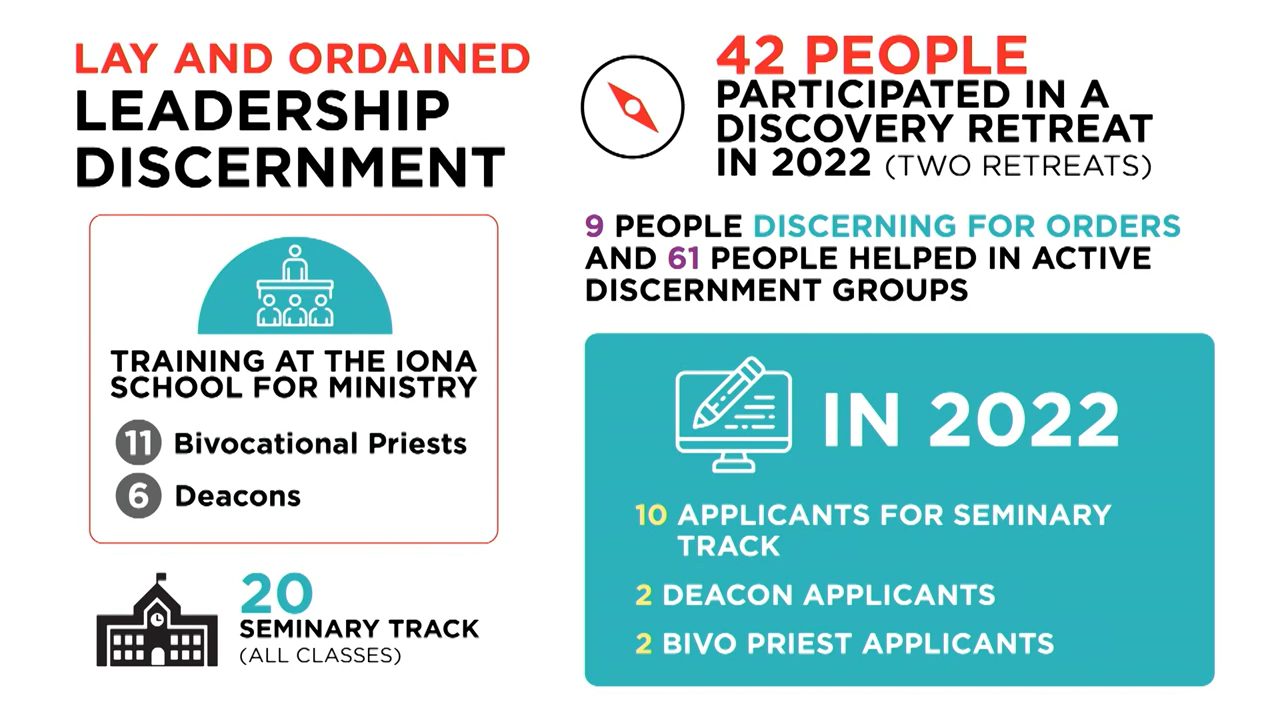 LAY AND ORDAINED
LEADERSHIP
DISCERNMENT
TRAINING AT THE IONA
SCHOOL FOR MINISTRY
11 Bivocational Priests
6 Deacons
20
SEMINARY TRACK
(ALL CLASSES)
42 PEOPLE
PARTICIPATED IN A
DISCOVERY RETREAT
IN 2022 (TWO RETREATS)
9 PEOPLE DISCERNING FOR ORDERS
AND 61 PEOPLE HELPED IN ACTIVE
DISCERNMENT GROUPS
IN 2022
10 APPLICANTS FOR SEMINARY
TRACK
2 DEACON APPLICANTS
2 BIVO PRIEST APPLICANTS